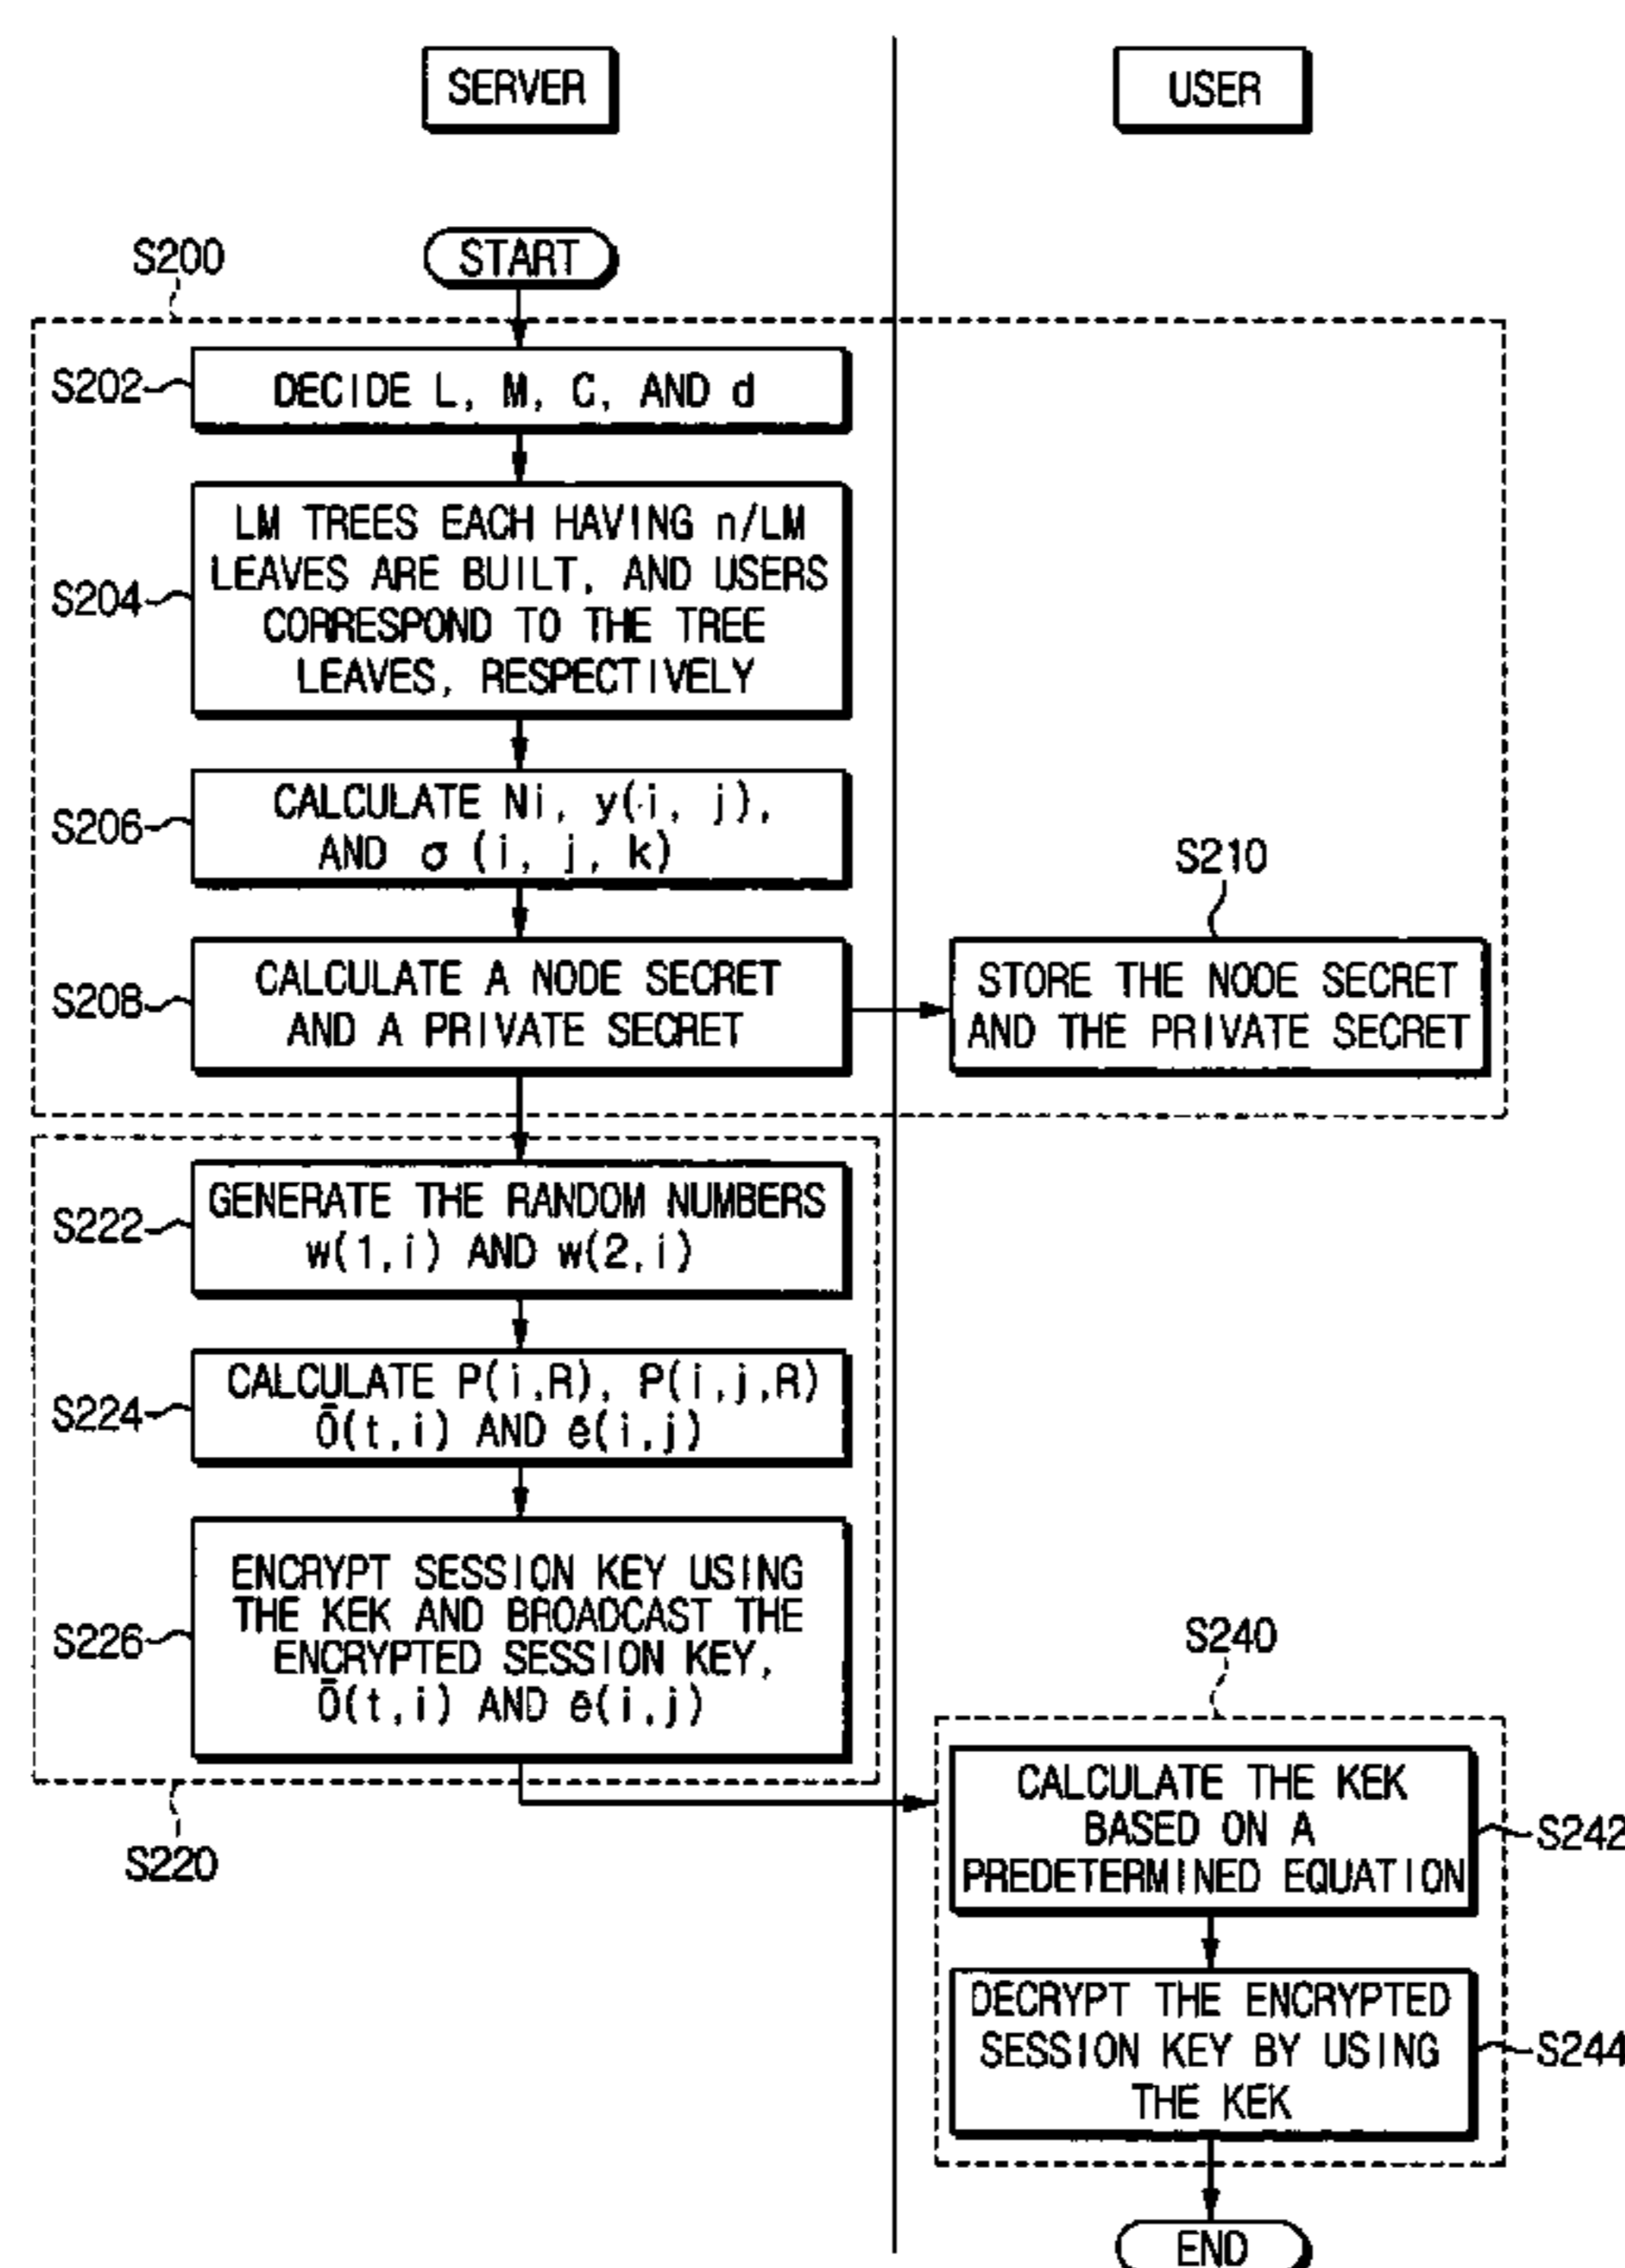 SERVER
USER
START
S200
S202
DECIDE L, M, C, AND d
S204
LM TREES EACH HAVING n/LM
LEAVES ARE BUILT, AND USERS
CORRESPOND TO THE TREE
LEAVES, RESPECTIVELY
S206
CALCULATE Ni, y(i, j),
AND σ (i, j, k)
S208
CALCULATE A NODE SECRET
AND A PRIVATE SECRET
S210
STORE THE NODE SECRET
AND THE PRIVATE SECRET
S222
GENERATE THE RANDOM NUMBERS
w(1,i) AND w(2,i)
S224
CALCULATE P(i,R), P(i,j,R)
Ō(t,i) AND ē(i,j)
S226
ENCRYPT SESSION KEY USING
THE KEK AND BROADCAST THE
ENCRYPTED SESSION KEY,
Ō(t,i) AND ē(i,j)
S220
S240
CALCULATE THE KEK
BASED ON A
PREDETERMINED EQUATION
S242
DECRYPT THE ENCRYPTED
SESSION KEY BY USING
THE KEK
S244
END